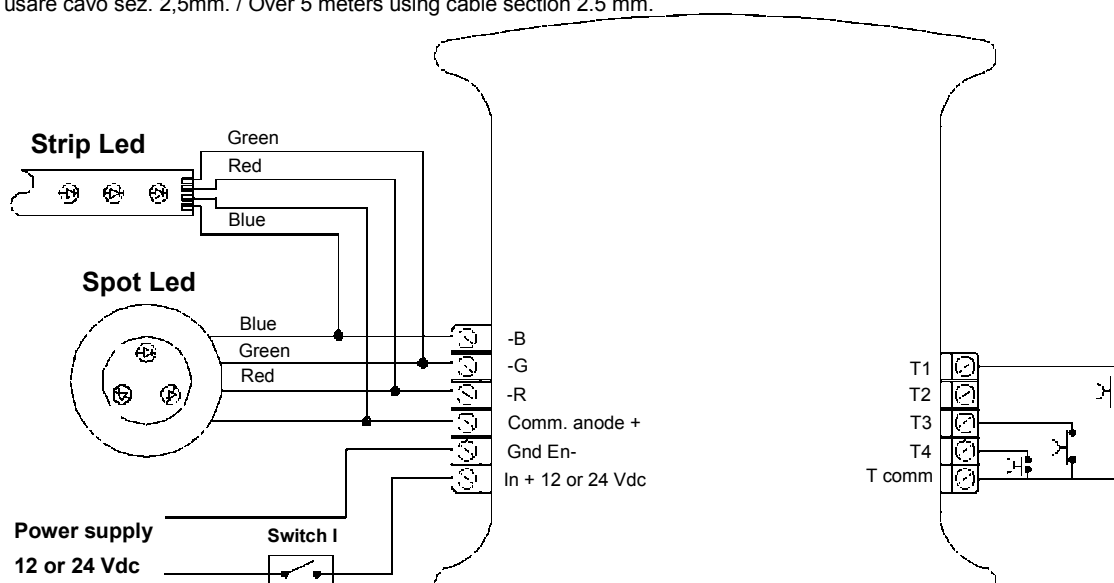 usare cavo sez. 2,5mm. / Over 5 meters using cable section 2.5 mm.
Strip Led
Green
Red
Blue
Spot Led
Blue
Green
Red
-B
-G
-R
Comm. anode +
Gnd En-
In + 12 or 24 Vdc
T1
T2
T3
T4
T comm
Power supply
12 or 24 Vdc
Switch I